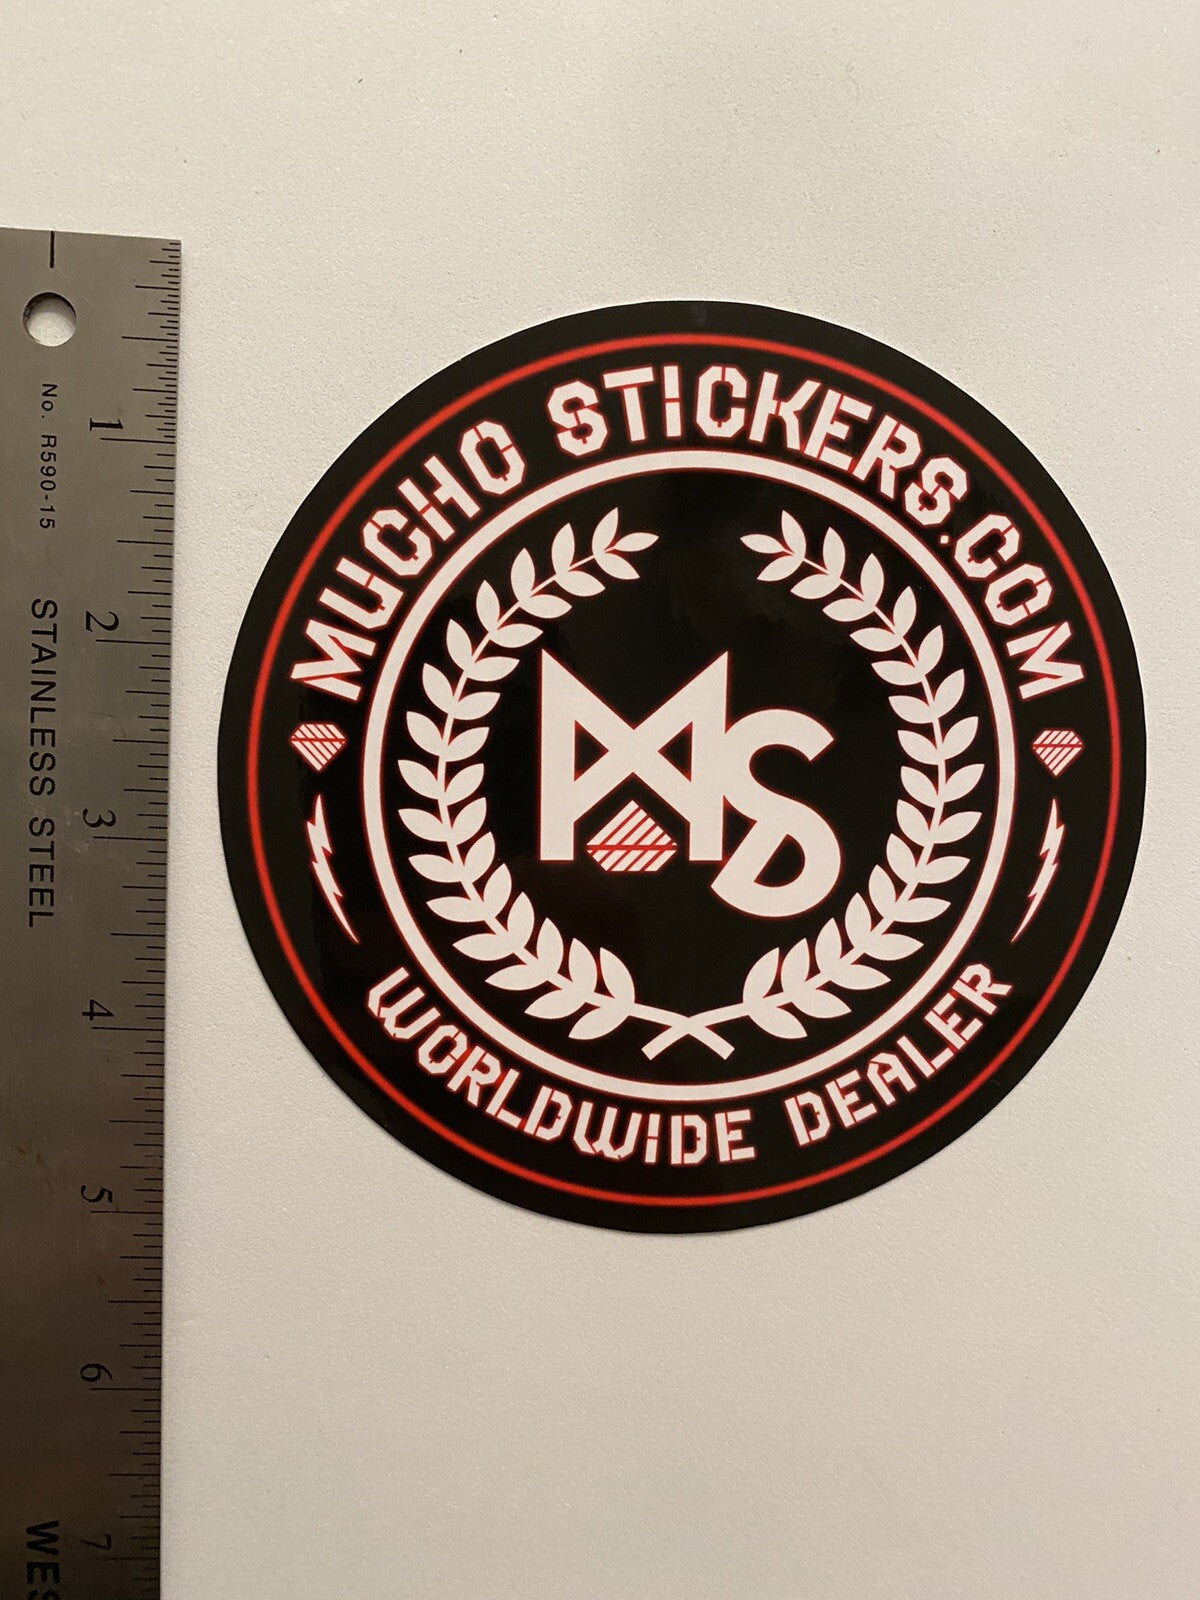 MUCHO STICKERS.COM
MS
WORLDWIDE DEALER
No. R590-15
STAINLESS STEEL
1
2
3
4
5
6
7